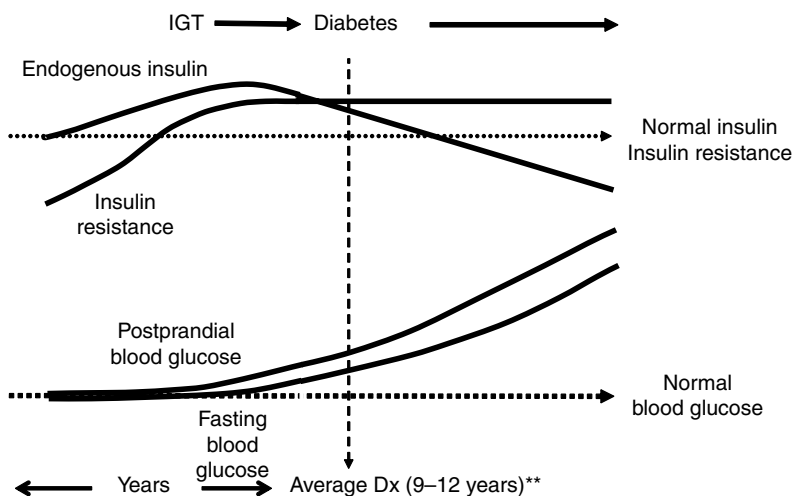 IGT
Diabetes
Endogenous insulin
Normal insulin
Insulin resistance
Insulin
resistance
Postprandial
blood glucose
Normal
blood glucose
Fasting
blood
glucose
Years
Average Dx (9–12 years)**